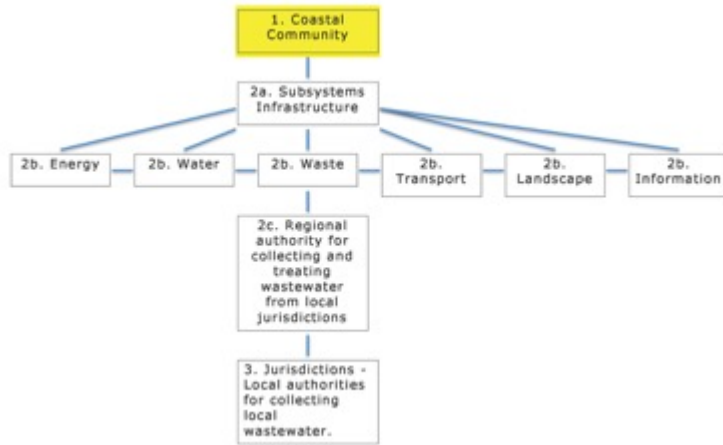 1. Coastal
Community
2a. Subsystems
Infrastructure
2b. Energy
2b. Water
2b. Waste
2b.
Transport
2b.
Landscape
2b.
Information
2c. Regional
authority for
collecting and
treating
wastewater
from local
jurisdictions
3. Jurisdictions -
Local authorities
for collecting
local
wastewater.